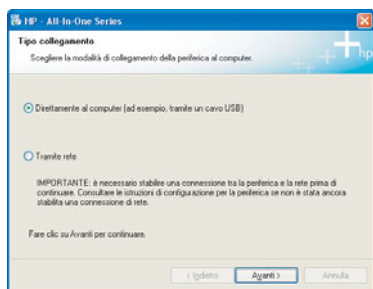 HP - All-In-One Series
Tipo collegamento
Scegliere la modalità di collegamento della periferica al computer.
hp
Direttamente al computer (ad esempio, tramite un cavo USB)
Tramite rete
IMPORTANTE: è necessario stabilire una connessione tra la periferica e la rete prima di
continuare. Consultare le istruzioni di configurazione per la periferica se non è stata ancora
stabilita una connessione di rete.
Fare clic su Avanti per continuare.
< Indietro Avanti > Annulla